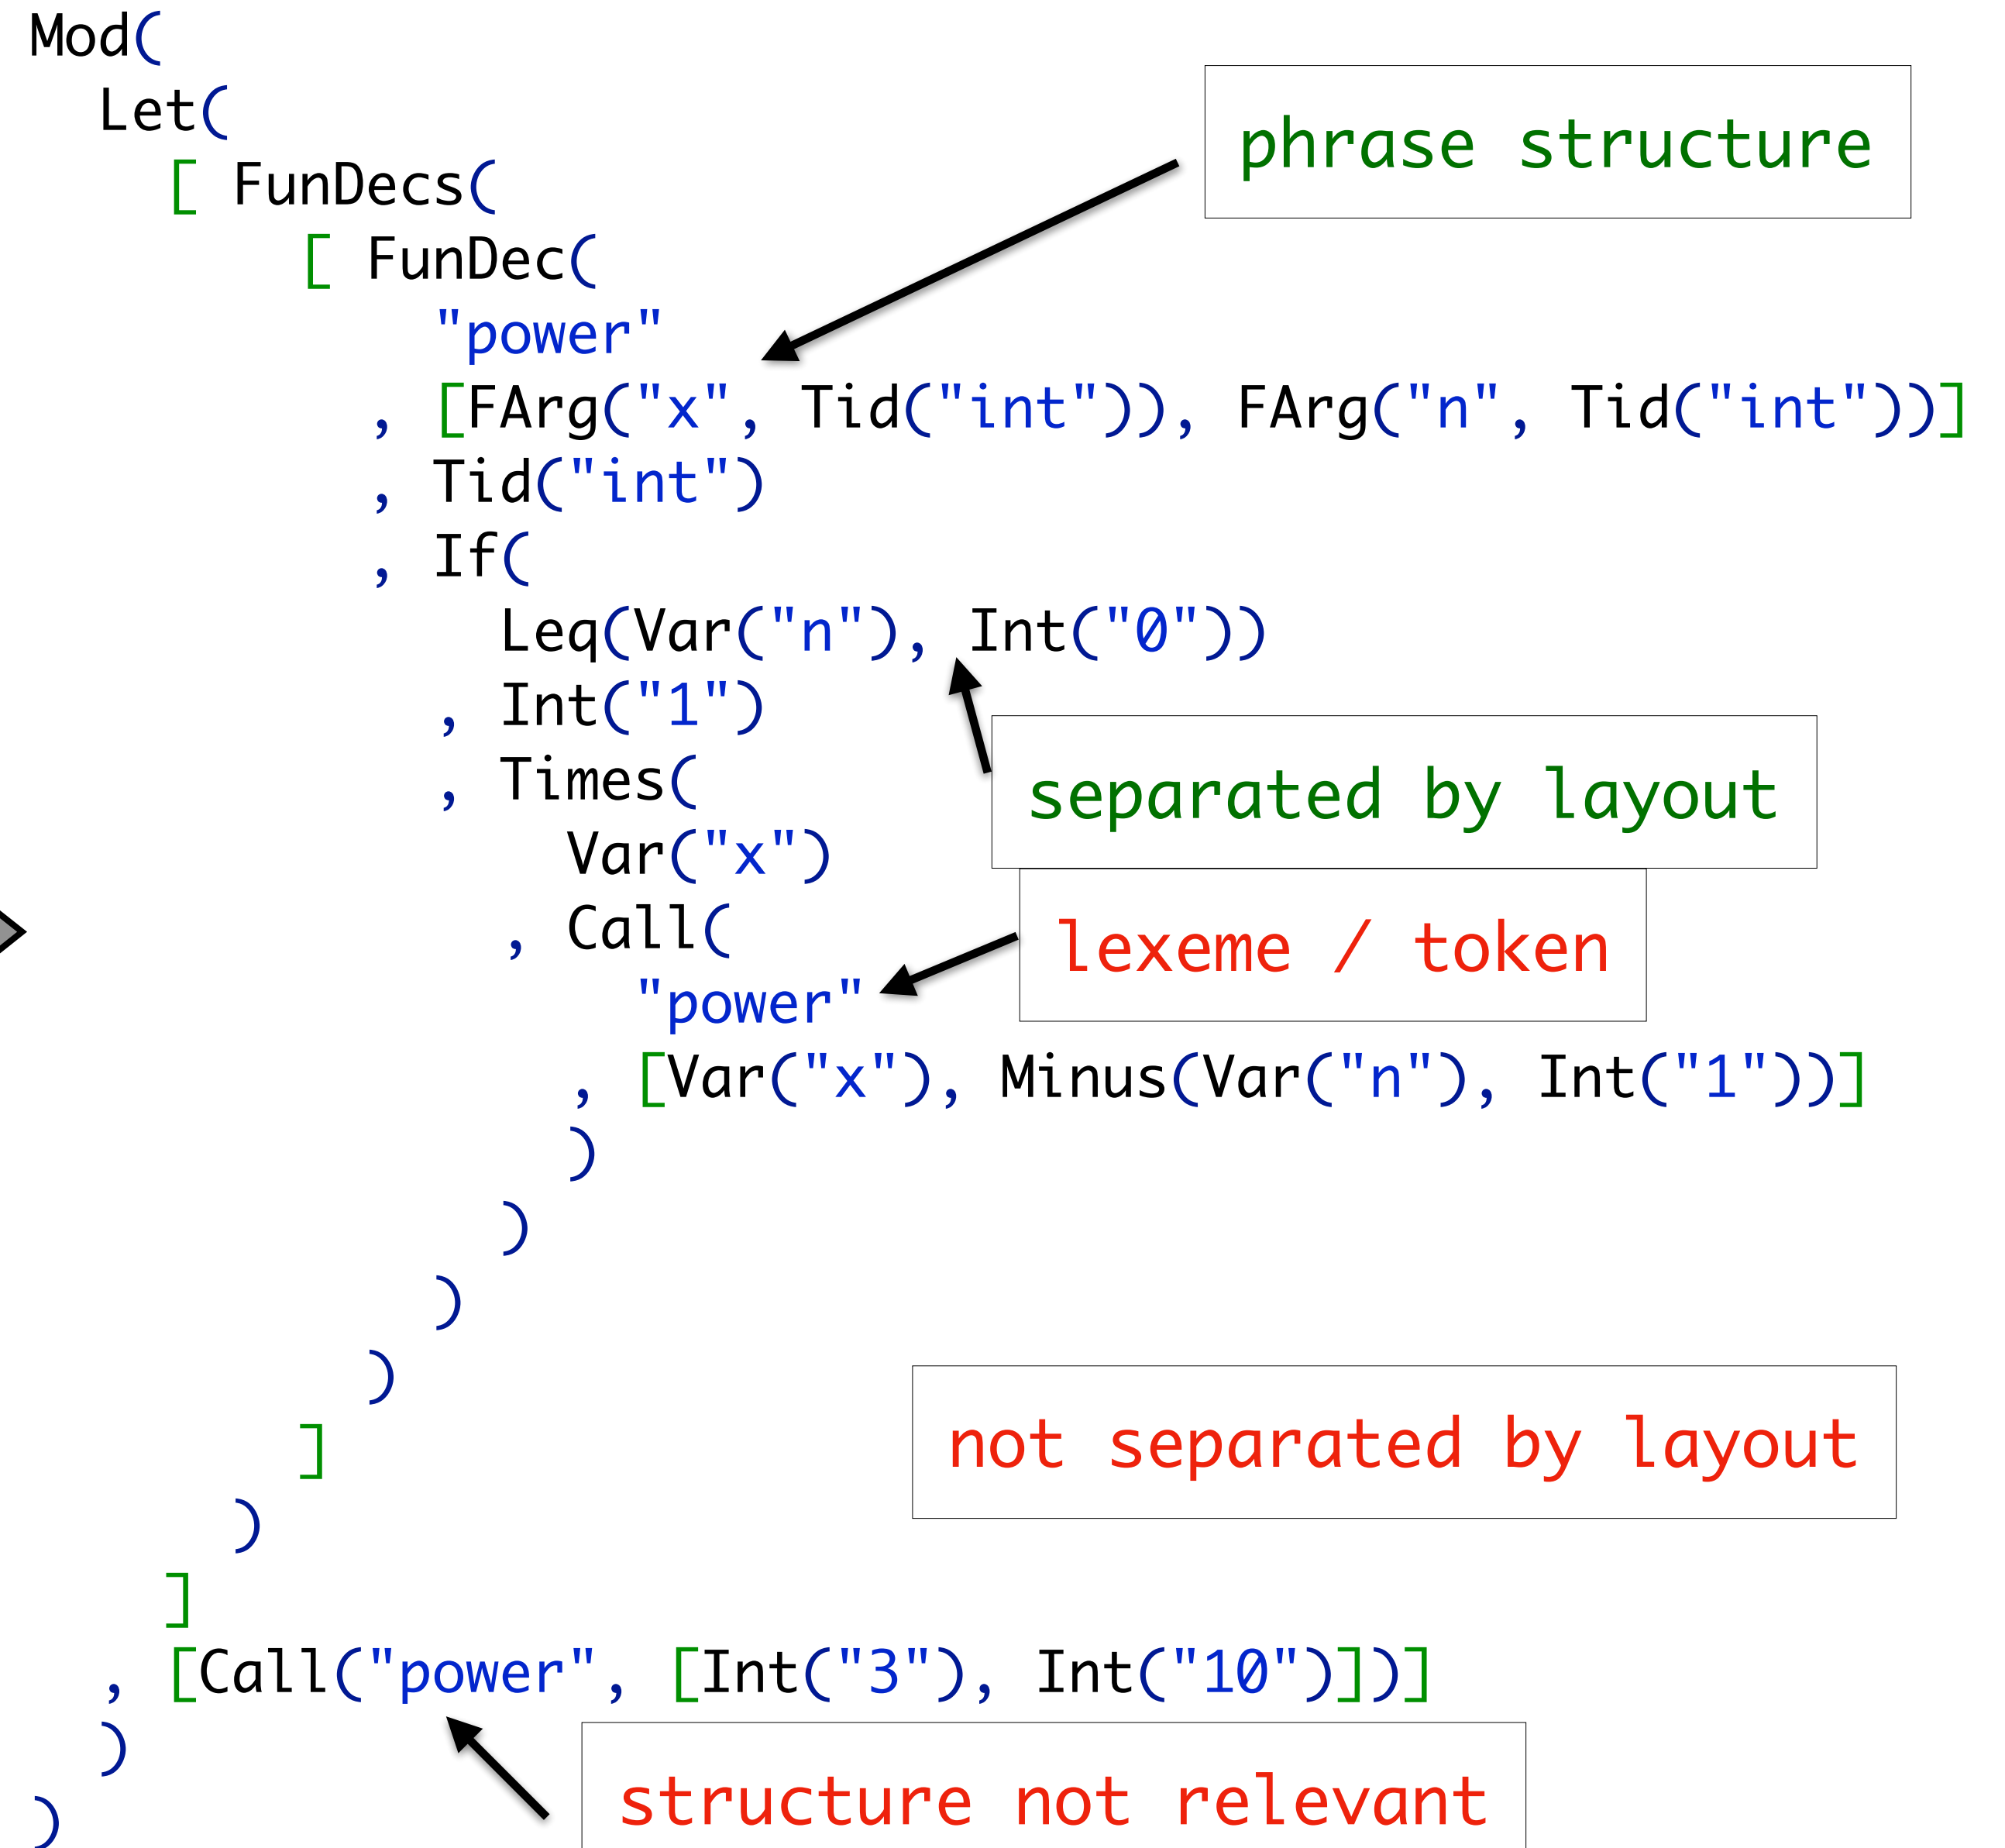 Mod(
Let(
[ FunDecs(
phrase structure
[ FunDec(
"power"
, [FArg("x", Tid("int")), FArg("n", Tid("int"))]
, Tid("int")
, If(
Leq(Var("n"), Int("0"))
, Int("1")
separated by layout
, Times(
Var("x")
, Call(
lexeme / token
"power"
, [Var("x"), Minus(Var("n"), Int("1"))]
)
)
)
)
]
not separated by layout
)
]
, [Call("power", [Int("3"), Int("10")])]
)
structure not relevant
)